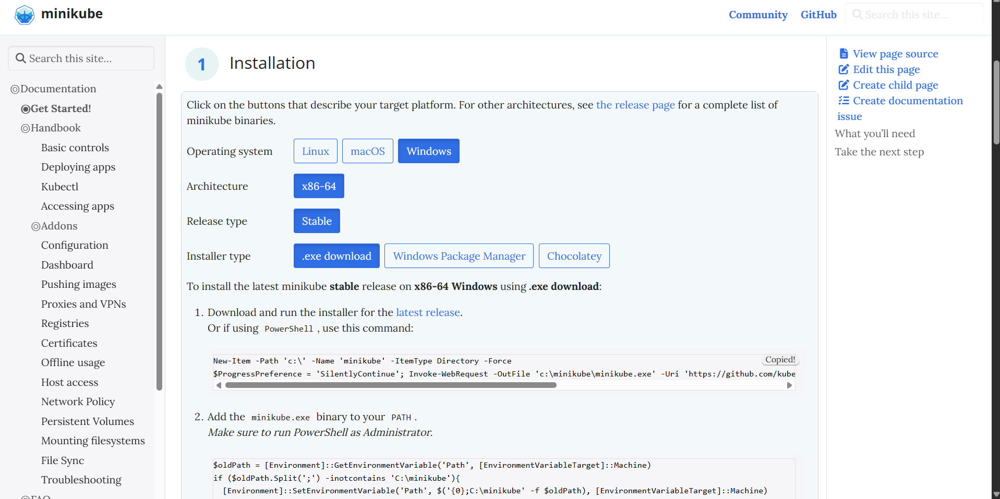 minikube
Community
GitHub
Search this site...
Search this site...
Documentation
Get Started!
Handbook
Basic controls
Deploying apps
Kubectl
Accessing apps
Addons
Configuration
Dashboard
Pushing images
Proxies and VPNs
Registries
Certificates
Offline usage
Host access
Network Policy
Persistent Volumes
Mounting filesystems
File Sync
Troubleshooting
FAQ
1
Installation
Click on the buttons that describe your target platform. For other architectures, see the release page for a complete list of
minikube binaries.
Operating system Linux macOS Windows
Architecture x86-64
Release type Stable
Installer type .exe download Windows Package Manager Chocolatey
To install the latest minikube stable release on x86-64 Windows using .exe download:
1. Download and run the installer for the latest release.
Or if using PowerShell , use this command:
Copied!
New-Item -Path 'c:\' -Name 'minikube' -ItemType Directory -Force
$ProgressPreference = 'SilentlyContinue'; Invoke-WebRequest -OutFile 'c:\minikube\minikube.exe' -Uri 'https://github.com/kube
2. Add the minikube.exe binary to your PATH .
Make sure to run PowerShell as Administrator.
$oldPath = [Environment]::GetEnvironmentVariable('Path', [EnvironmentVariableTarget]::Machine)
if ($oldPath.Split(';') -inotcontains 'C:\minikube'){
[Environment]::SetEnvironmentVariable('Path', $('{0};C:\minikube' -f $oldPath), [EnvironmentVariableTarget]::Machine)
View page source
Edit this page
Create child page
Create documentation
issue
What you'll need
Take the next step